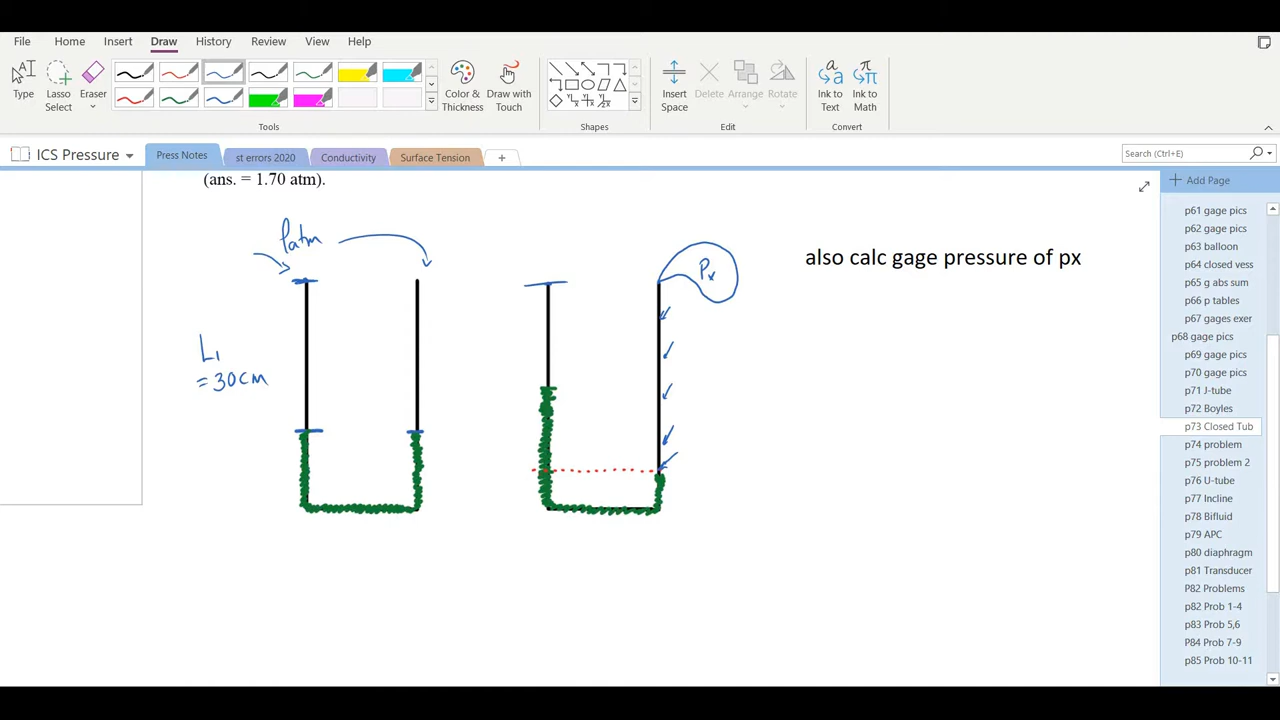 File Home Insert Draw History Review View Help
Type
Lasso Select
Eraser
Color & Thickness
Draw with Touch
Insert Space
Delete
Arrange
Rotate
Ink to Text
Ink to Math
Tools
Shapes
Edit
Convert
ICS Pressure
Press Notes
st errors 2020
Conductivity
Surface Tension
Search (Ctrl+E)
(ans. = 1.70 atm).
Patm
Px
also calc gage pressure of px
L1
= 30cm
Add Page
p61 gage pics
p62 gage pics
p63 balloon
p64 closed vess
p65 g abs sum
p66 p tables
p67 gages exer
p68 gage pics
p69 gage pics
p70 gage pics
p71 J-tube
p72 Boyles
p73 Closed Tub
p74 problem
p75 problem 2
p76 U-tube
p77 Incline
p78 Bifluid
p79 APC
p80 diaphragm
p81 Transducer
P82 Problems
p82 Prob 1-4
p83 Prob 5,6
P84 Prob 7-9
p85 Prob 10-11